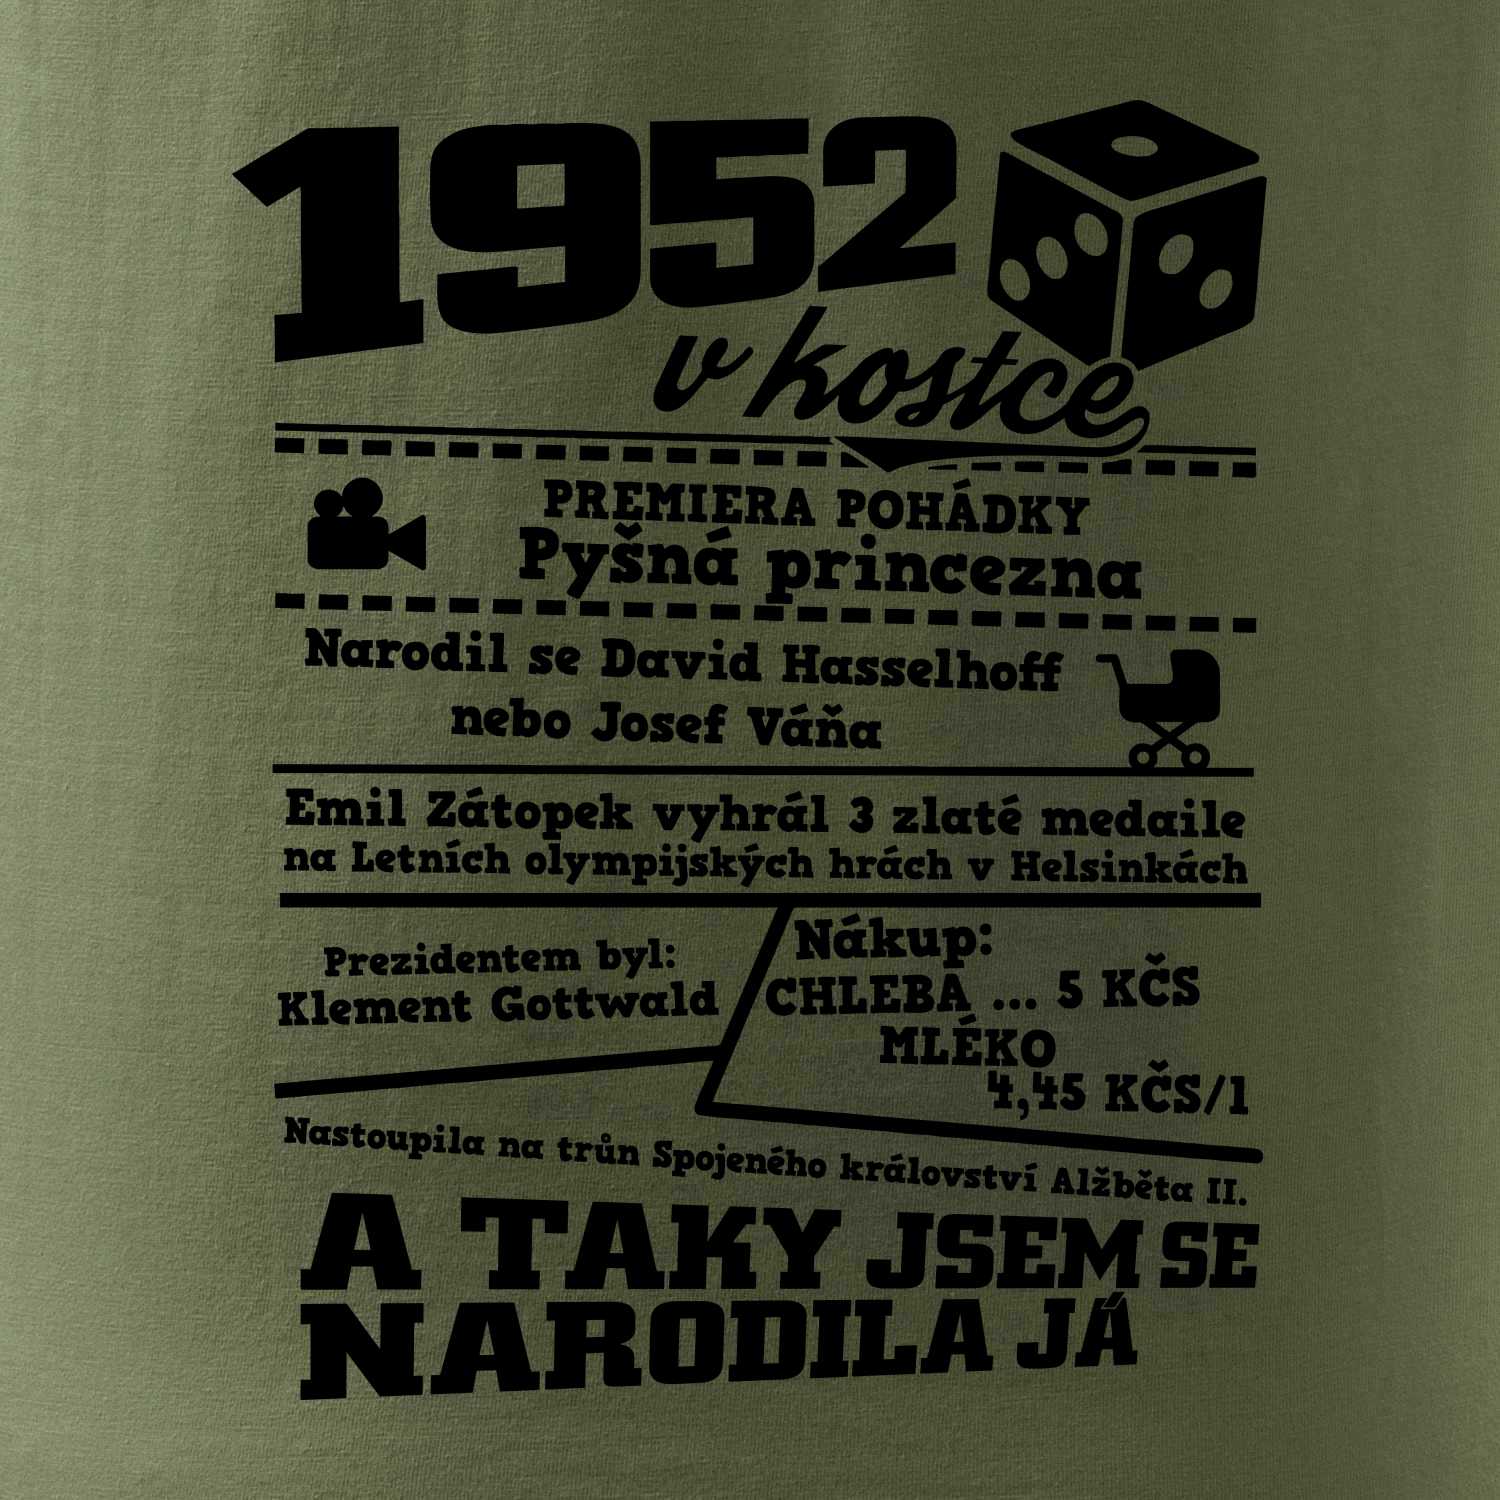 1952
v kostce
PREMIERA POHÁDKY
Pyšná princezna
Narodil se David Hasselhoff
nebo Josef Váňa
Emil Zátopek vyhrál 3 zlaté medaile
na Letních olympijských hrách v Helsinkách
Prezidentem byl:
Klement Gottwald
Nákup:
CHLEBA ... 5 KČS
MLÉKO
4,45 KČS/l
Nastoupila na trůn Spojeného království Alžběta II.
A TAKY JSEM SE
NARODILA JÁ